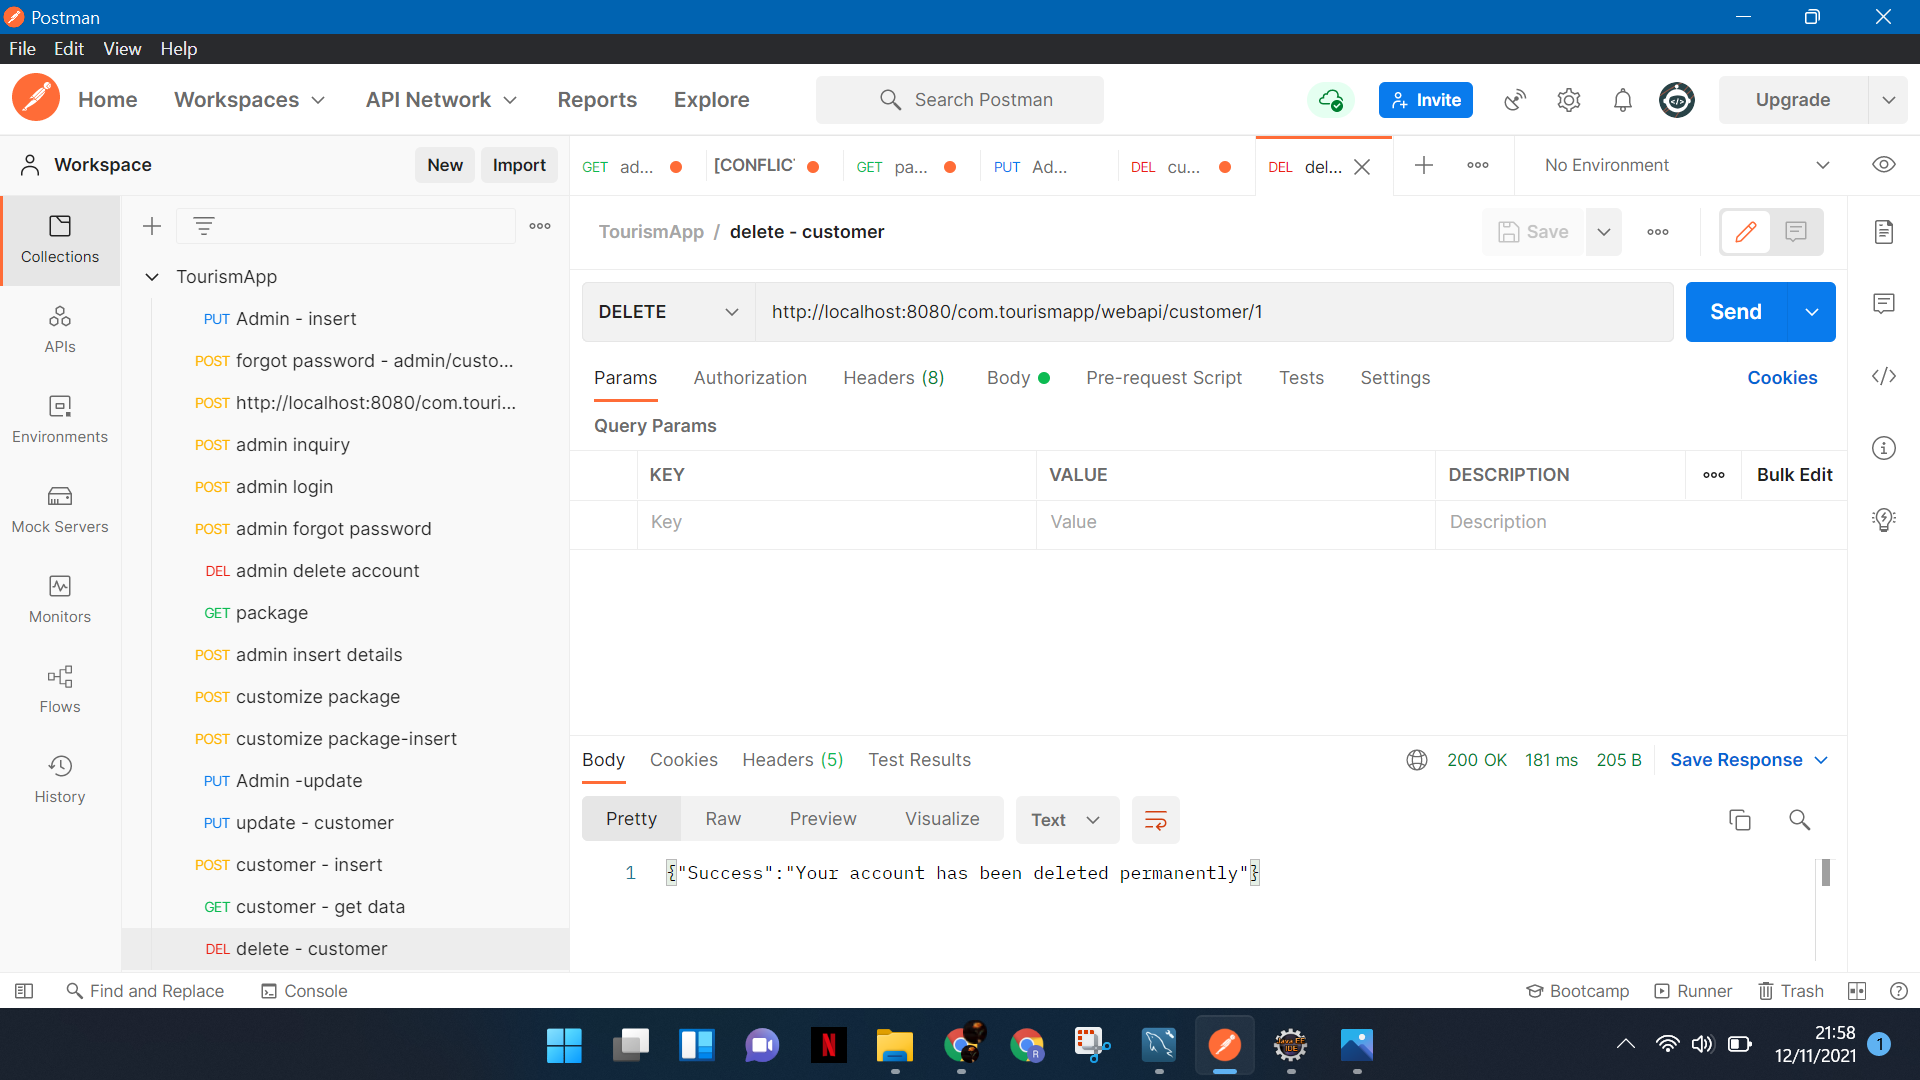 Postman
File Edit View Help
Home Workspaces API Network Reports Explore Search Postman Invite Upgrade
Workspace New Import
GET ad... [CONFLIC GET pa... PUT Ad... DEL cu... DEL del... No Environment
Collections
APIs
Environments
Mock Servers
Monitors
Flows
History
TourismApp
PUT Admin - insert
POST forgot password - admin/custo...
POST http://localhost:8080/com.touri...
POST admin inquiry
POST admin login
POST admin forgot password
DEL admin delete account
GET package
POST admin insert details
POST customize package
POST customize package-insert
PUT Admin -update
PUT update - customer
POST customer - insert
GET customer - get data
DEL delete - customer
TourismApp / delete - customer Save
DELETE http://localhost:8080/com.tourismapp/webapi/customer/1 Send
Params Authorization Headers (8) Body Pre-request Script Tests Settings Cookies
Query Params
KEY VALUE DESCRIPTION Bulk Edit
Key Value Description
Body Cookies Headers (5) Test Results 200 OK 181 ms 205 B Save Response
Pretty Raw Preview Visualize Text
1 {"Success":"Your account has been deleted permanently"}
Find and Replace Console Bootcamp Runner Trash
21:58
12/11/2021 1